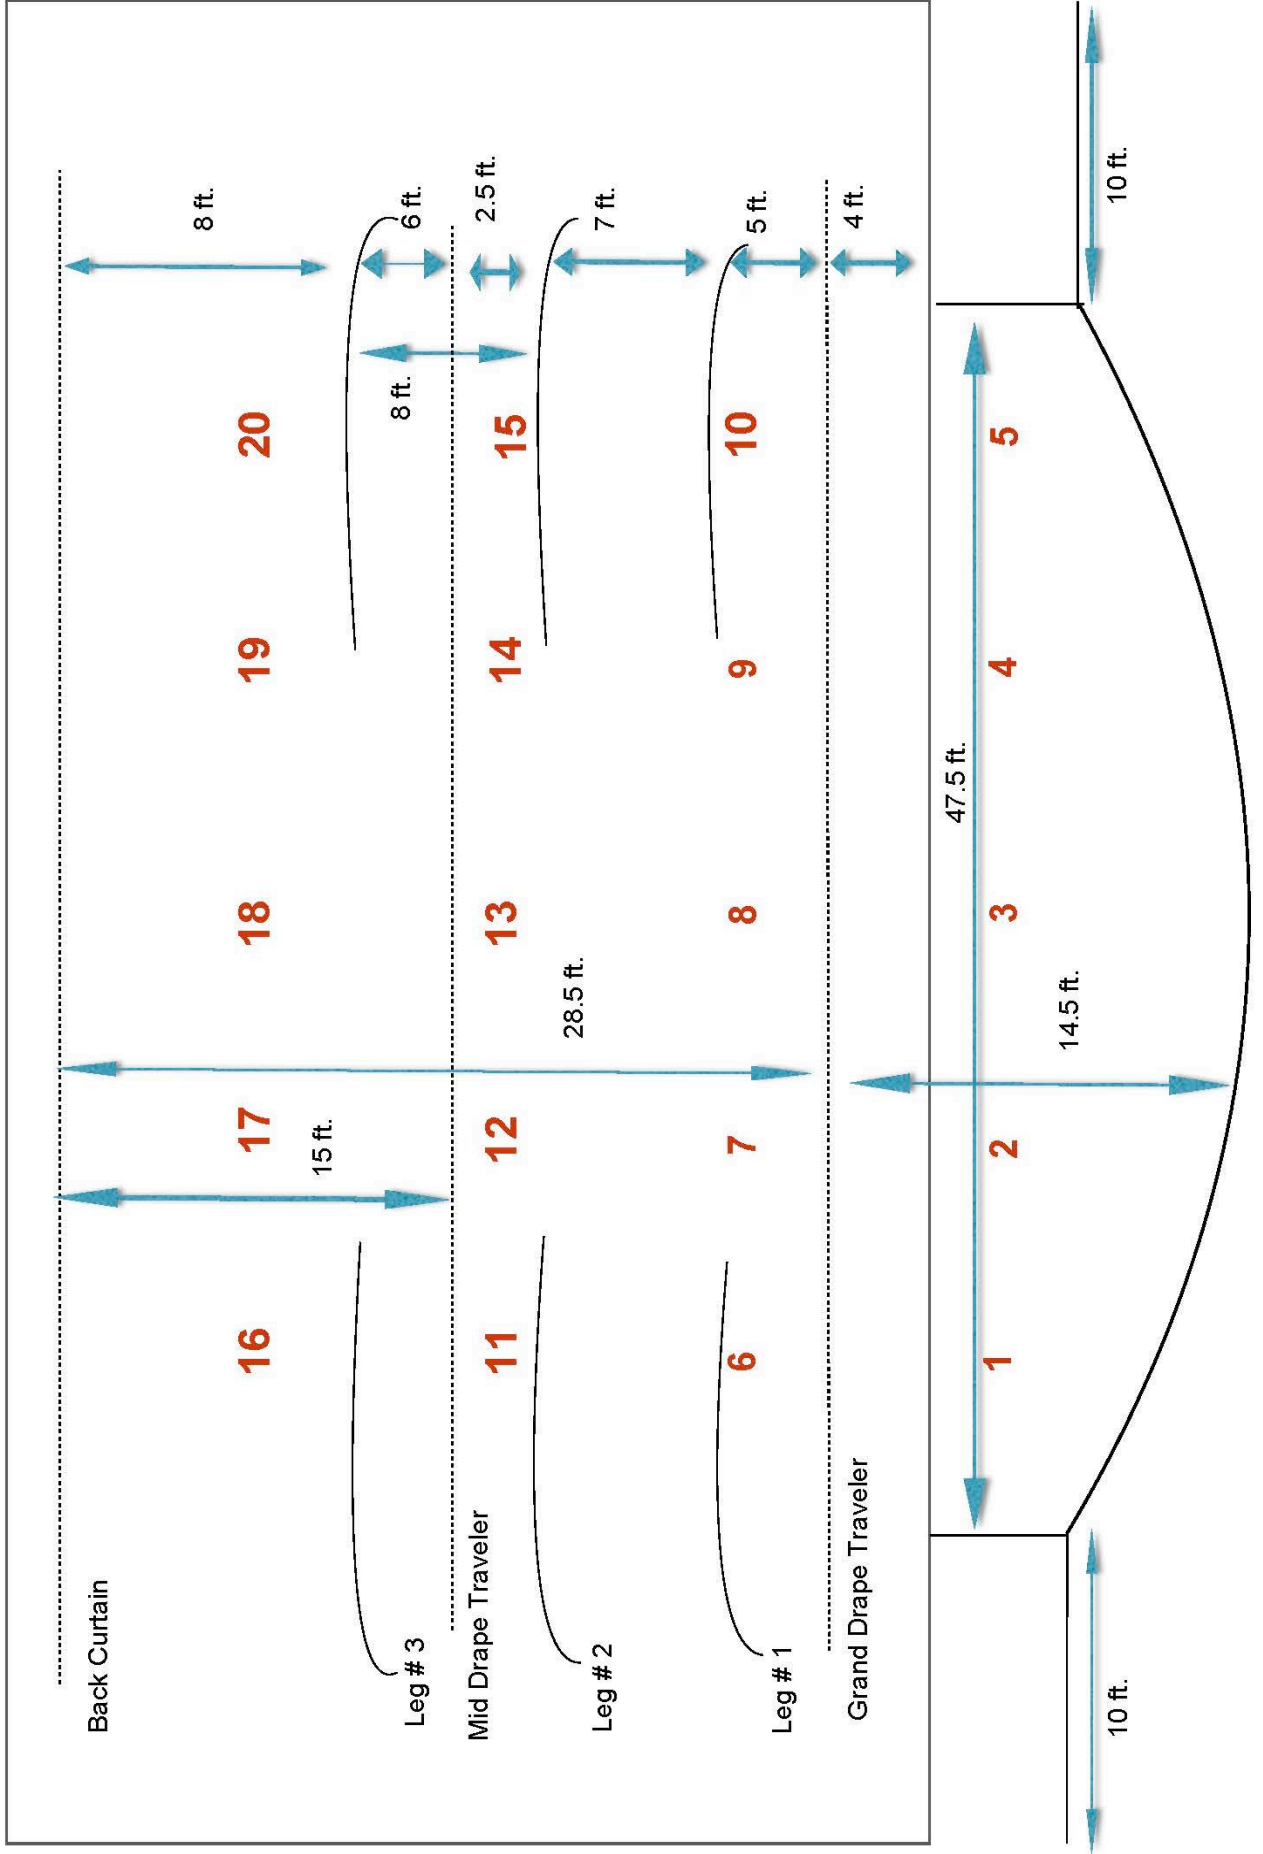 Back Curtain
8 ft.
16
17
18
19
20
15 ft.
Leg # 3
6 ft.
8 ft.
Mid Drape Traveler
2.5 ft.
11
12
13
14
15
28.5 ft.
Leg # 2
7 ft.
6
7
8
9
10
Leg # 1
5 ft.
Grand Drape Traveler
4 ft.
47.5 ft.
1
2
3
4
5
14.5 ft.
10 ft.
10 ft.